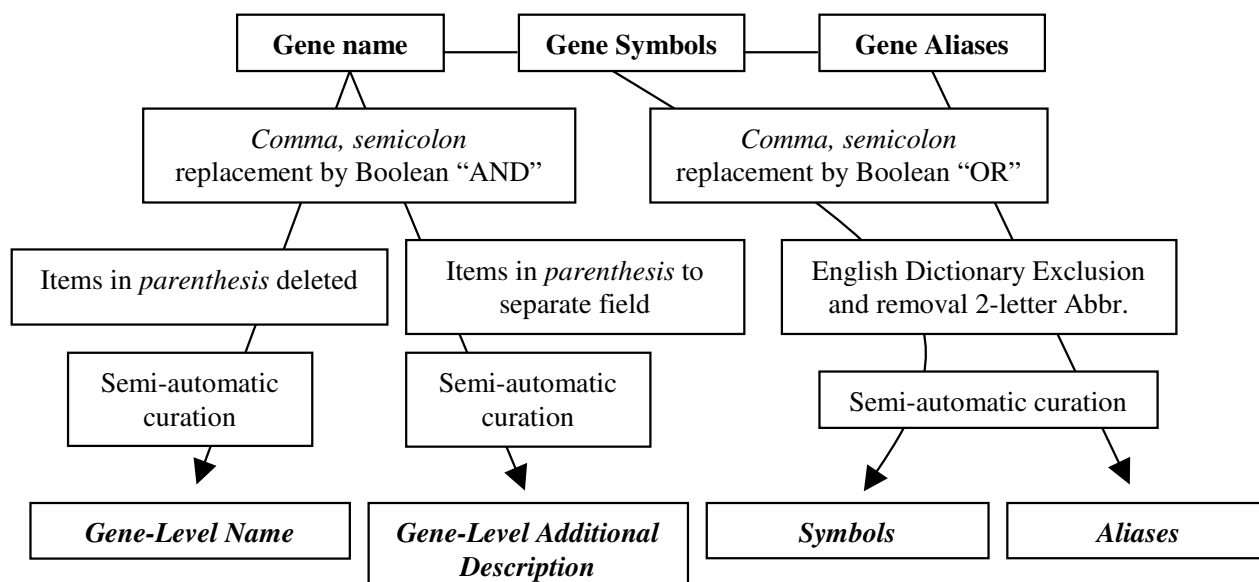 Gene name
Gene Symbols
Gene Aliases
Comma, semicolon
replacement by Boolean “AND”
Comma, semicolon
replacement by Boolean “OR”
Items in parenthesis deleted
Items in parenthesis to
separate field
English Dictionary Exclusion
and removal 2-letter Abbr.
Semi-automatic
curation
Semi-automatic
curation
Semi-automatic curation
Gene-Level Name
Gene-Level Additional
Description
Symbols
Aliases